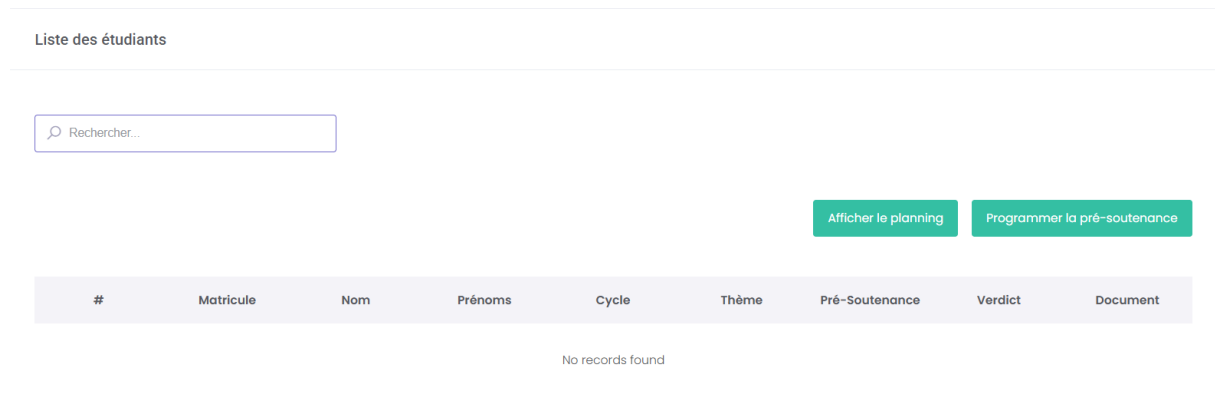 Liste des étudiants
Rechercher...
Afficher le planning Programmer la pré-soutenance
# Matricule Nom Prénoms Cycle Thème Pré-Soutenance Verdict Document
No records found